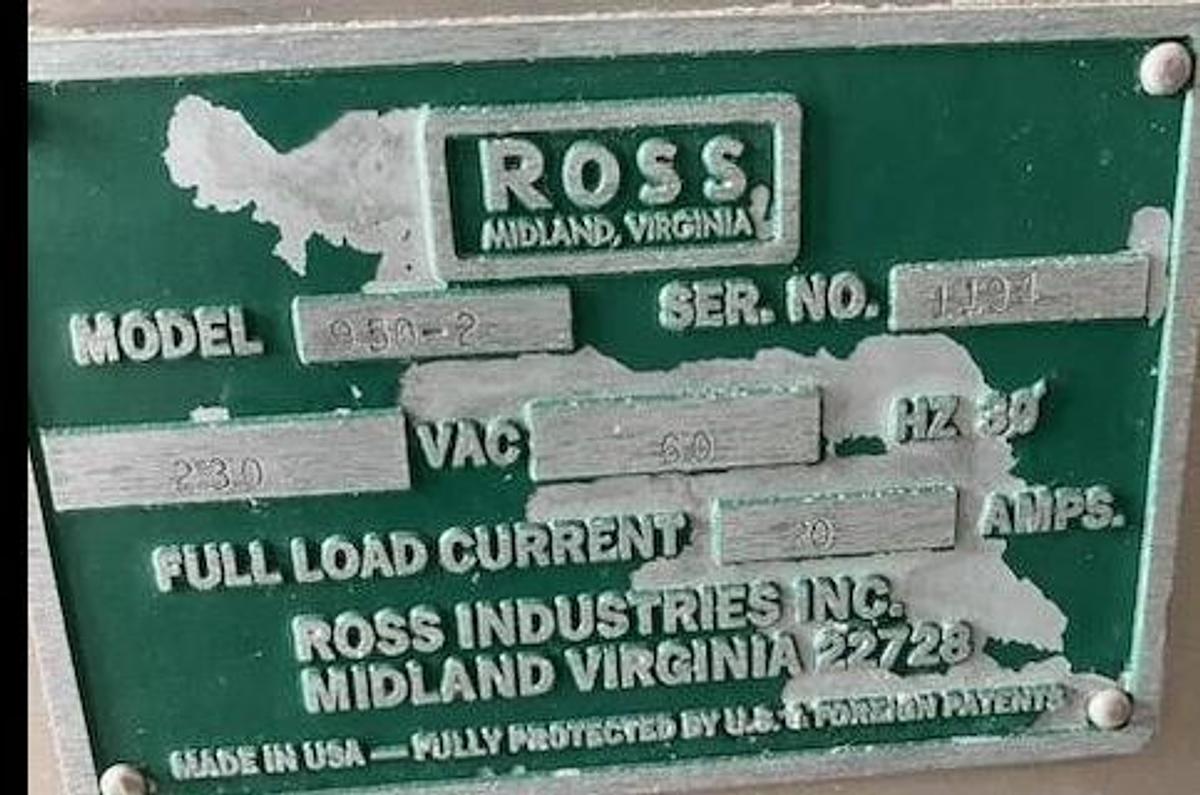 ROSS
MIDLAND, VIRGINIA
MODEL 950-2 SER. NO.
230 VAC 60 HZ 3Ø
FULL LOAD CURRENT 20 AMPS.
ROSS INDUSTRIES INC.
MIDLAND VIRGINIA 22728
MADE IN USA — FULLY PROTECTED BY U.S. & FOREIGN PATENTS